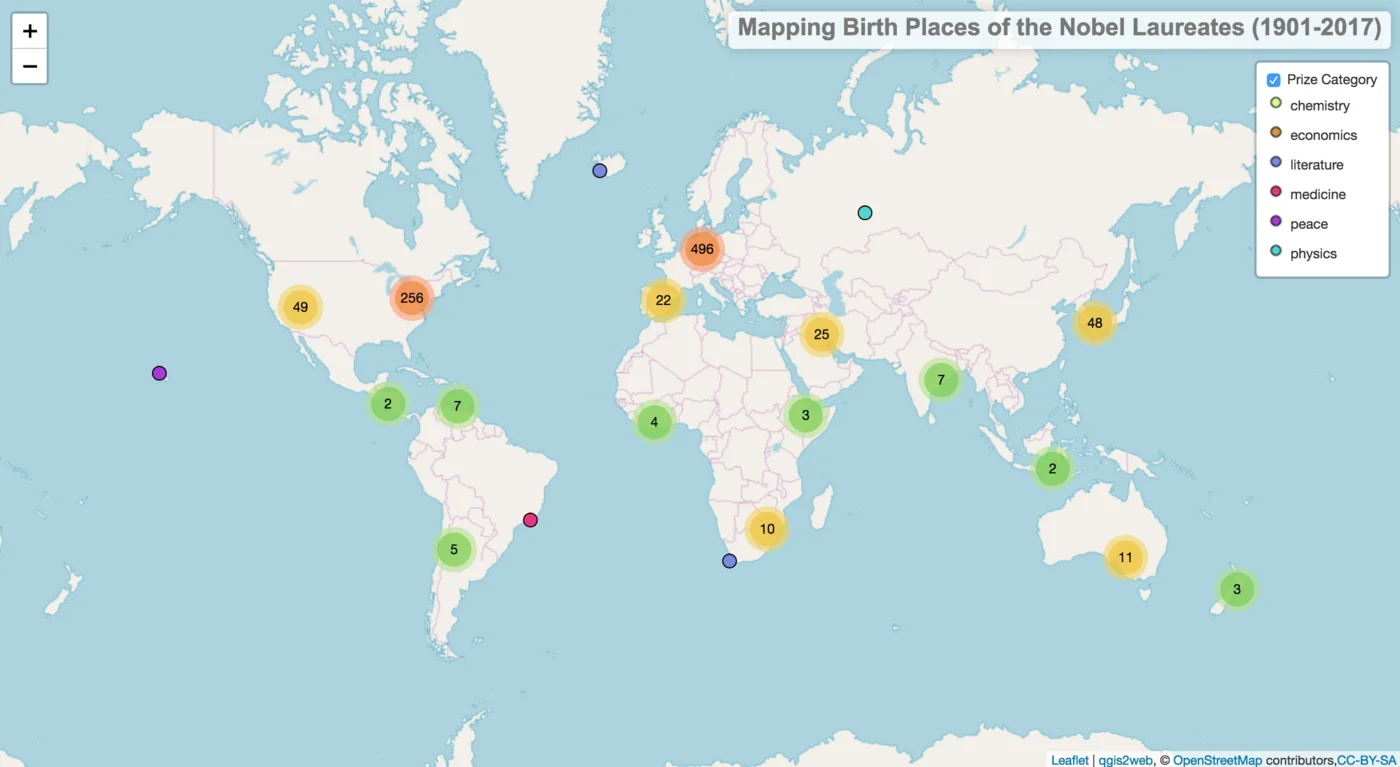 +
Mapping Birth Places of the Nobel Laureates (1901-2017)
−
Prize Category
chemistry
economics
literature
medicine
peace
physics
496
256
49
22
48
25
7
2
7
4
3
2
10
5
11
3
Leaflet | qgis2web, © OpenStreetMap contributors,CC-BY-SA